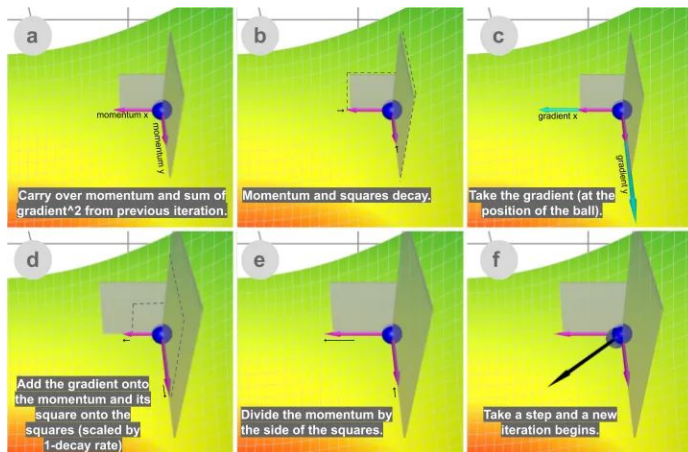 a
momentum x
momentum y
Carry over momentum and sum of
gradient^2 from previous iteration.
b
Momentum and squares decay.
c
gradient x
gradient y
Take the gradient (at the
position of the ball).
d
Add the gradient onto
the momentum and its
square onto the
squares (scaled by
1-decay rate)
e
Divide the momentum by
the side of the squares.
f
Take a step and a new
iteration begins.